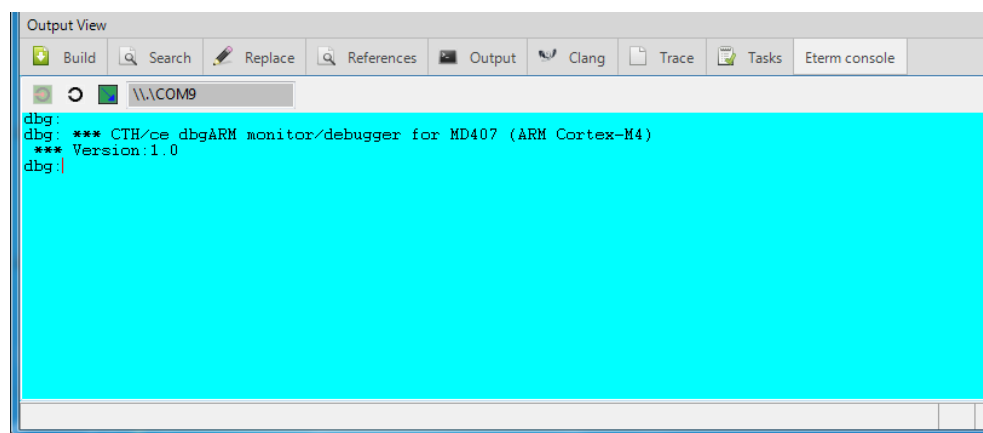 Output View
Build Search Replace References Output Clang Trace Tasks Eterm console
\\.\COM9
dbg:
dbg: *** CTH/ce dbgARM monitor/debugger for MD407 (ARM Cortex-M4)
*** Version:1.0
dbg: